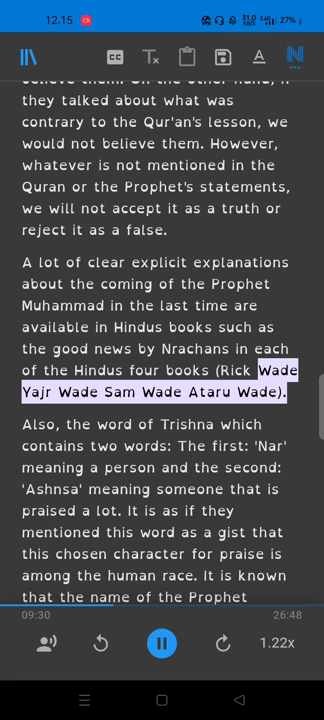 12.15
31.0
KB/S
27%
CC
believe them. On the other hand, if
they talked about what was
contrary to the Qur'an's lesson, we
would not believe them. However,
whatever is not mentioned in the
Quran or the Prophet's statements,
we will not accept it as a truth or
reject it as a false.
A lot of clear explicit explanations
about the coming of the Prophet
Muhammad in the last time are
available in Hindus books such as
the good news by Nrachans in each
of the Hindus four books (Rick Wade
Yajr Wade Sam Wade Ataru Wade).
Also, the word of Trishna which
contains two words: The first: 'Nar'
meaning a person and the second:
'Ashnsa' meaning someone that is
praised a lot. It is as if they
mentioned this word as a gist that
this chosen character for praise is
among the human race. It is known
that the name of the Prophet
09:30
26:48
1.22x